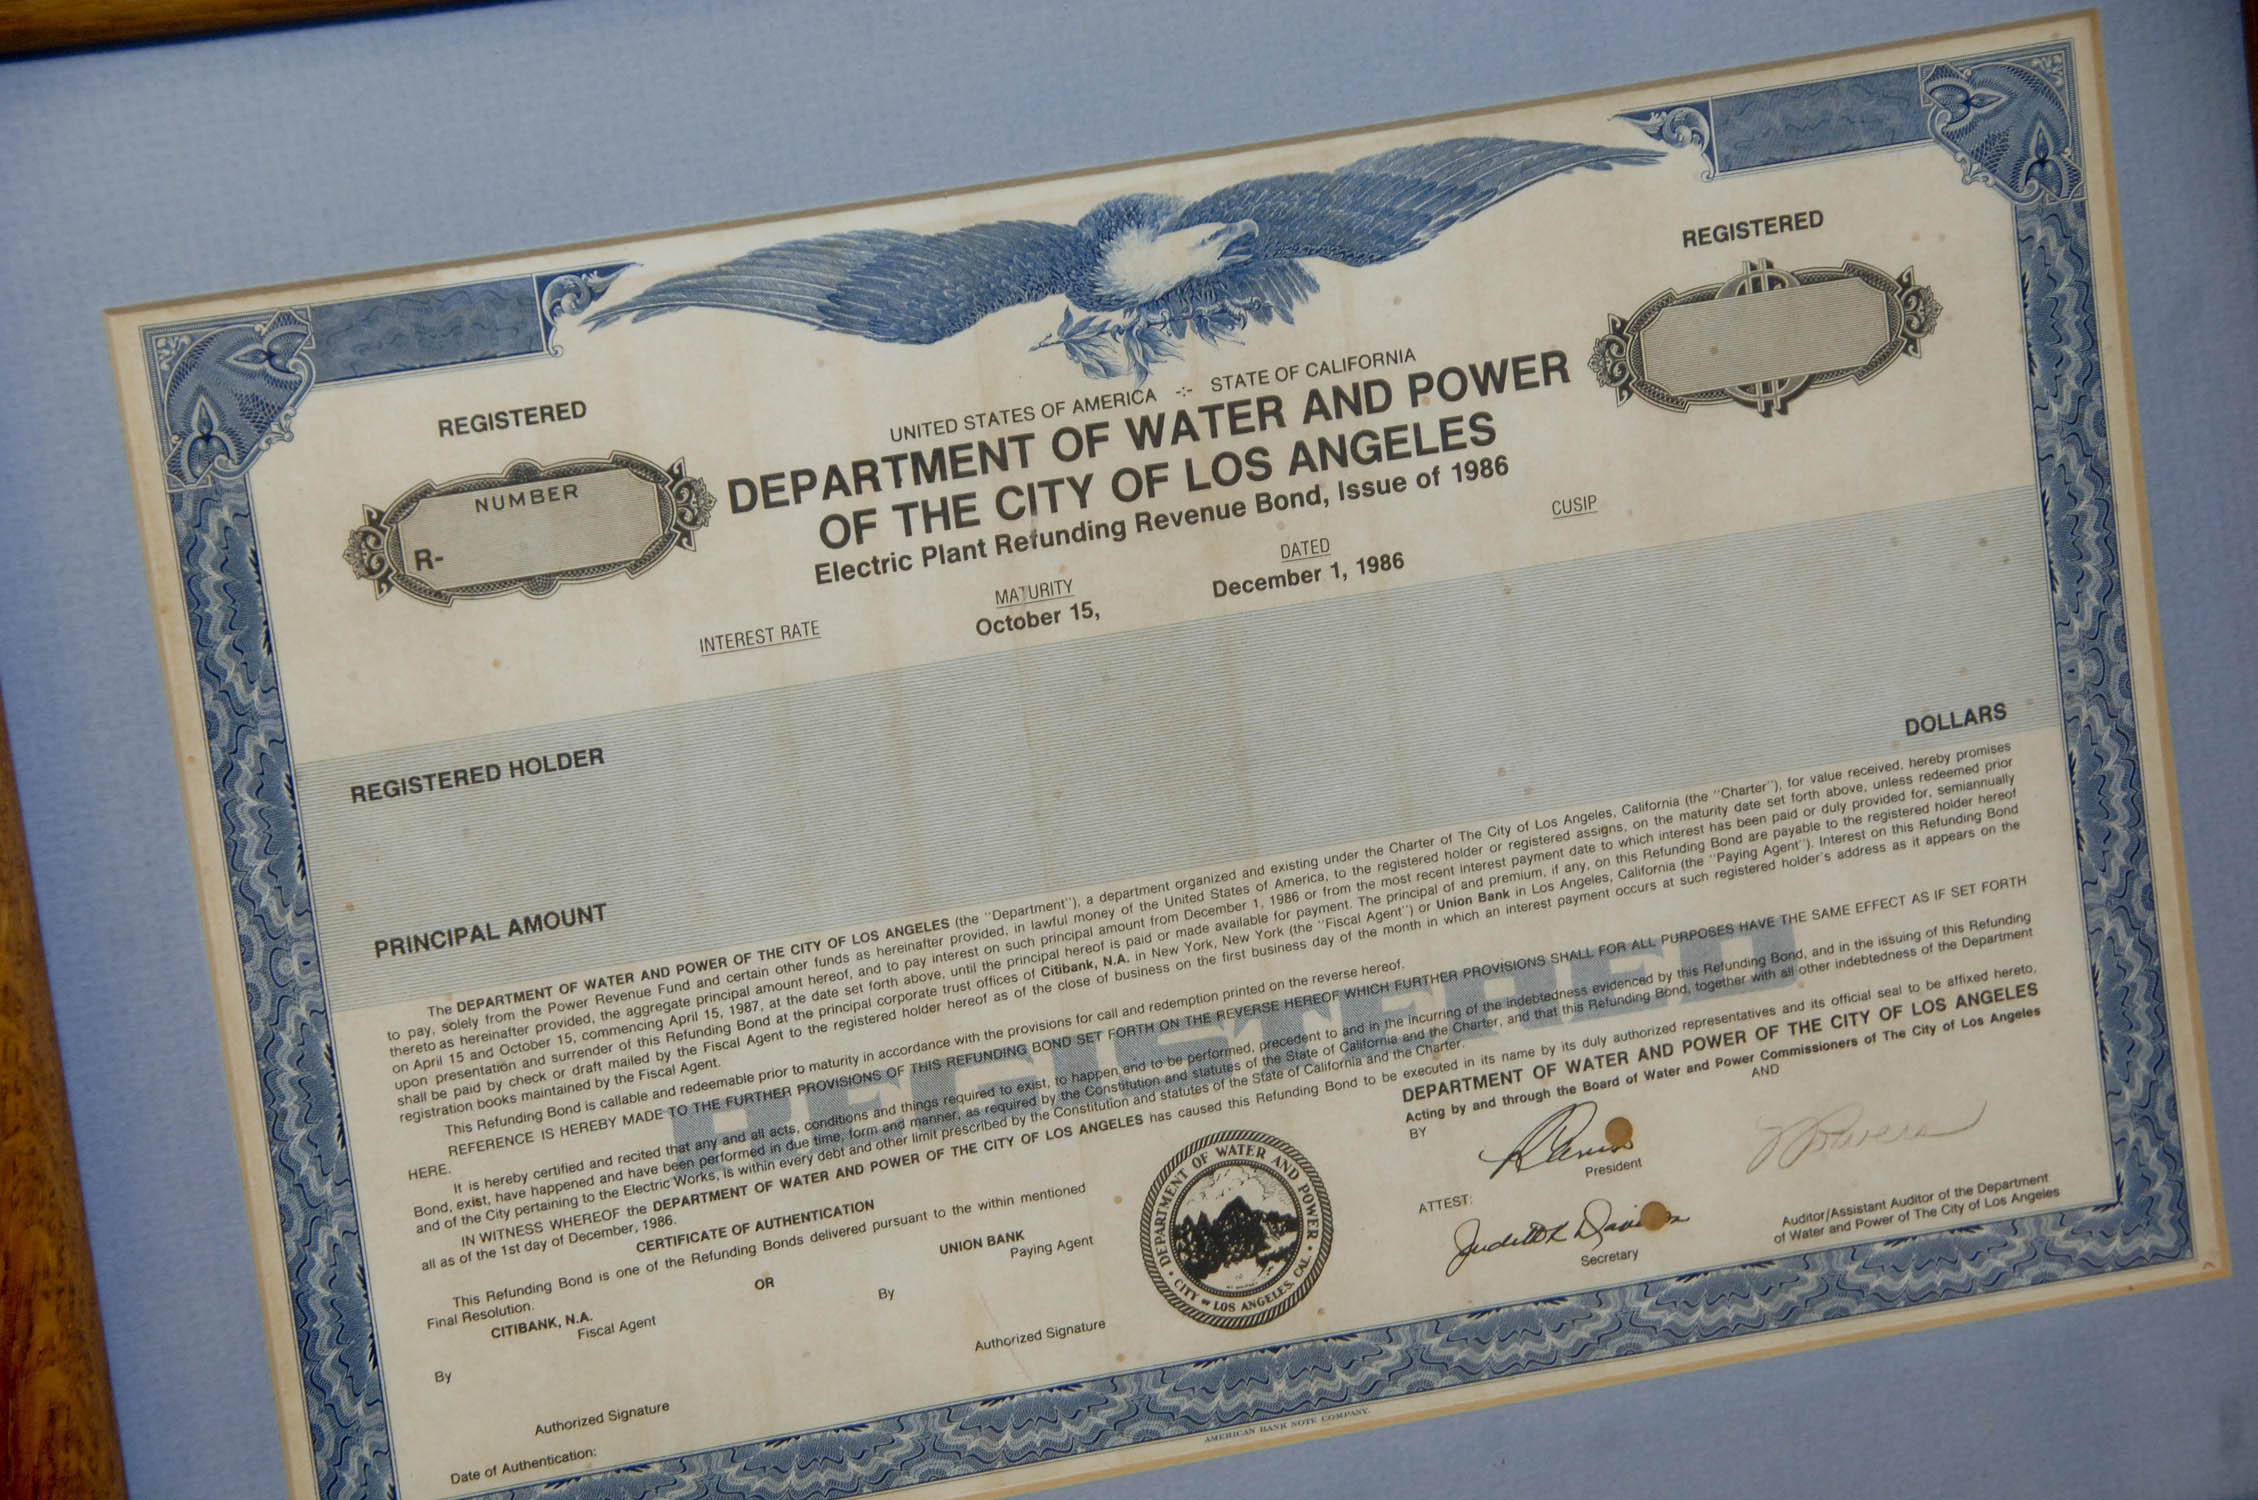 REGISTERED
REGISTERED
UNITED STATES OF AMERICA -:- STATE OF CALIFORNIA
DEPARTMENT OF WATER AND POWER
OF THE CITY OF LOS ANGELES
Electric Plant Refunding Revenue Bond, Issue of 1986
NUMBER
R-
INTEREST RATE
MATURITY
October 15,
DATED
December 1, 1986
CUSIP
REGISTERED HOLDER
DOLLARS
PRINCIPAL AMOUNT
The DEPARTMENT OF WATER AND POWER OF THE CITY OF LOS ANGELES (the "Department"), a department organized and existing under the Charter of The City of Los Angeles, California (the "Charter"), for value received, hereby promises
to pay, solely from the Power Revenue Fund and certain other funds as hereinafter provided, in lawful money of the United States of America, to the registered holder or registered assigns, on the maturity date set forth above, unless redeemed prior
thereto as hereinafter provided, the aggregate principal amount hereof, and to pay interest on such principal amount from December 1, 1986 or from the most recent interest payment date to which interest has been paid or duly provided for, semiannually
on April 15 and October 15, commencing April 15, 1987, at the date set forth above, until the principal hereof is paid or made available for payment. The principal of and premium, if any, on this Refunding Bond are payable to the registered holder hereof
upon presentation and surrender of this Refunding Bond at the principal corporate trust offices of Citibank, N.A. in New York, New York (the "Fiscal Agent") or Union Bank in Los Angeles, California (the "Paying Agent"). Interest on this Refunding Bond
shall be paid by check or draft mailed by the Fiscal Agent to the registered holder hereof as of the close of business on the first business day of the month in which an interest payment occurs at such registered holder's address as it appears on the
registration books maintained by the Fiscal Agent.
This Refunding Bond is callable and redeemable prior to maturity in accordance with the provisions for call and redemption printed on the reverse hereof.
REFERENCE IS HEREBY MADE TO THE FURTHER PROVISIONS OF THIS REFUNDING BOND SET FORTH ON THE REVERSE HEREOF WHICH FURTHER PROVISIONS SHALL FOR ALL PURPOSES HAVE THE SAME EFFECT AS IF SET FORTH
HERE.
REGISTERED
It is hereby certified and recited that any and all acts, conditions and things required to exist, to happen and to be performed, precedent to and in the incurring of the indebtedness evidenced by this Refunding Bond, and in the issuing of this Refunding
Bond, exist, have happened and have been performed in due time, form and manner, as required by the Constitution and statutes of the State of California and the Charter, and that this Refunding Bond, together with all other indebtedness of the Department
and of the City pertaining to the Electric Works, is within every debt and other limit prescribed by the Constitution and statutes of the State of California and the Charter.
IN WITNESS WHEREOF the DEPARTMENT OF WATER AND POWER OF THE CITY OF LOS ANGELES has caused this Refunding Bond to be executed in its name by its duly authorized representatives and its official seal to be affixed hereto,
all as of the 1st day of December, 1986.
CERTIFICATE OF AUTHENTICATION
This Refunding Bond is one of the Refunding Bonds delivered pursuant to the within mentioned
Final Resolution.
CITIBANK, N.A.
Fiscal Agent
OR
UNION BANK
Paying Agent
By
By
Authorized Signature
Authorized Signature
Date of Authentication:
DEPARTMENT OF WATER AND POWER
CITY OF LOS ANGELES, CAL.
DEPARTMENT OF WATER AND POWER OF THE CITY OF LOS ANGELES
Acting by and through the Board of Water and Power Commissioners of The City of Los Angeles
BY
AND
President
ATTEST:
Judith
Secretary
Auditor/Assistant Auditor of the Department
of Water and Power of The City of Los Angeles
AMERICAN BANK NOTE COMPANY.